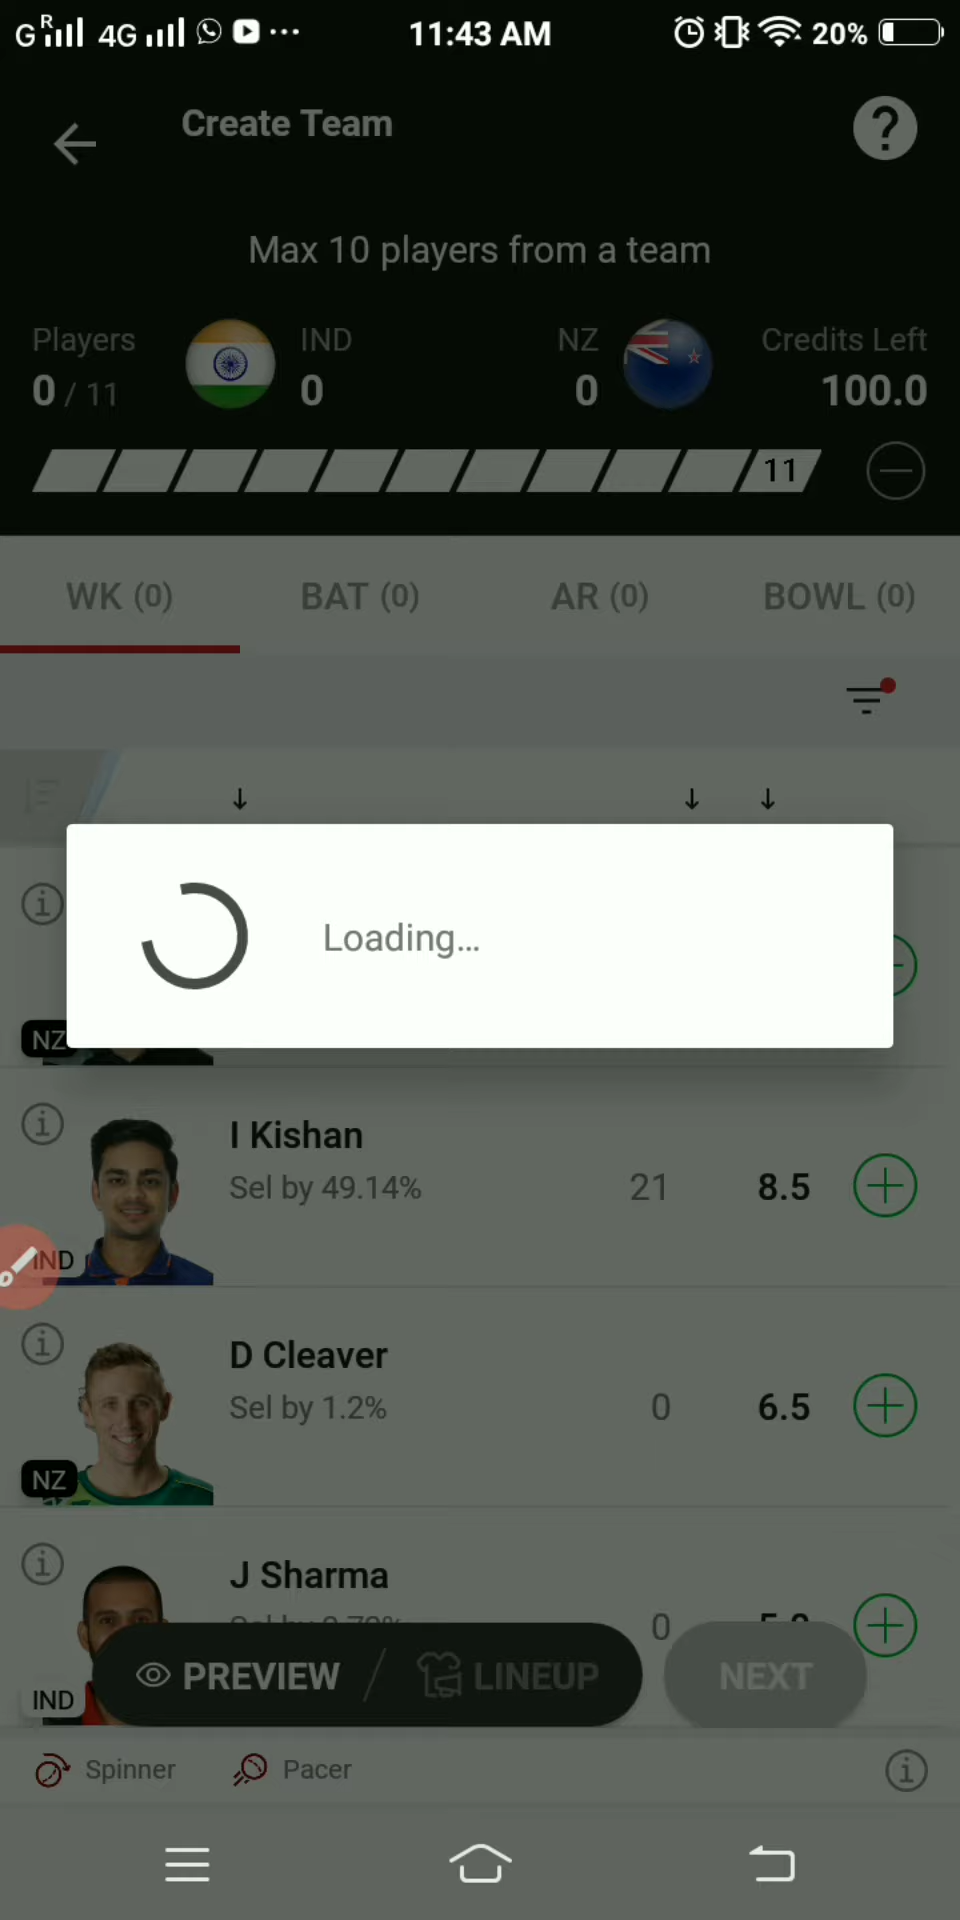 G R 4G 11:43 AM 20%
Create Team
Max 10 players from a team
Players IND NZ Credits Left
0 / 11 0 0 100.0
11
WK (0) BAT (0) AR (0) BOWL (0)
Loading...
NZ
I Kishan
Sel by 49.14% 21 8.5
IND
D Cleaver
Sel by 1.2% 0 6.5
NZ
J Sharma
Sel by 0
IND
PREVIEW / LINEUP NEXT
Spinner Pacer